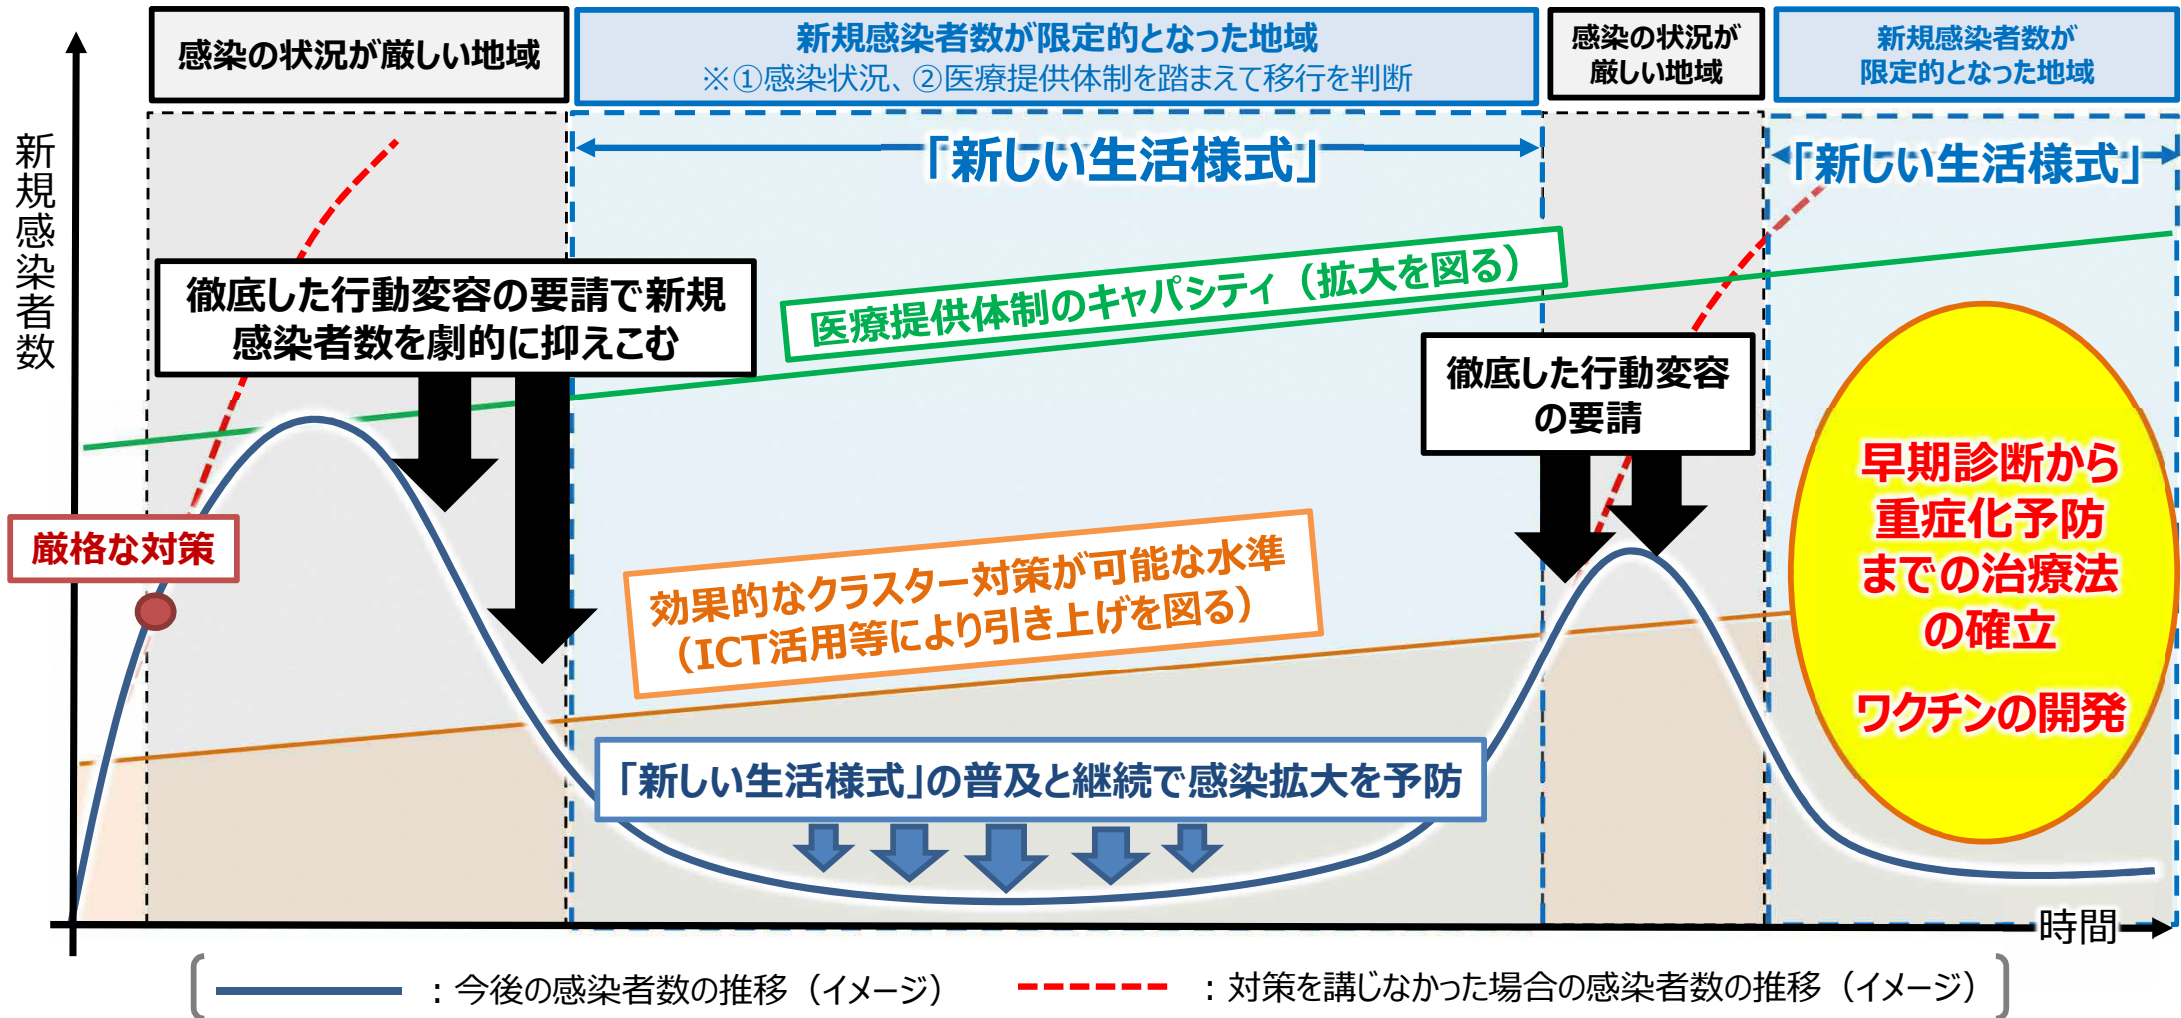 感染の状況が厳しい地域
新規感染者数が限定的となった地域
※①感染状況、②医療提供体制を踏まえて移行を判断
感染の状況が
厳しい地域
新規感染者数が
限定的となった地域
新規感染者数
「新しい生活様式」
「新しい生活様式」
徹底した行動変容の要請で新規
感染者数を劇的に抑えこむ
医療提供体制のキャパシティ（拡大を図る）
徹底した行動変容
の要請
厳格な対策
効果的なクラスター対策が可能な水準
（ICT活用等により引き上げを図る）
早期診断から
重症化予防
までの治療法
の確立
ワクチンの開発
「新しい生活様式」の普及と継続で感染拡大を予防
時間
：今後の感染者数の推移（イメージ）
：対策を講じなかった場合の感染者数の推移（イメージ）